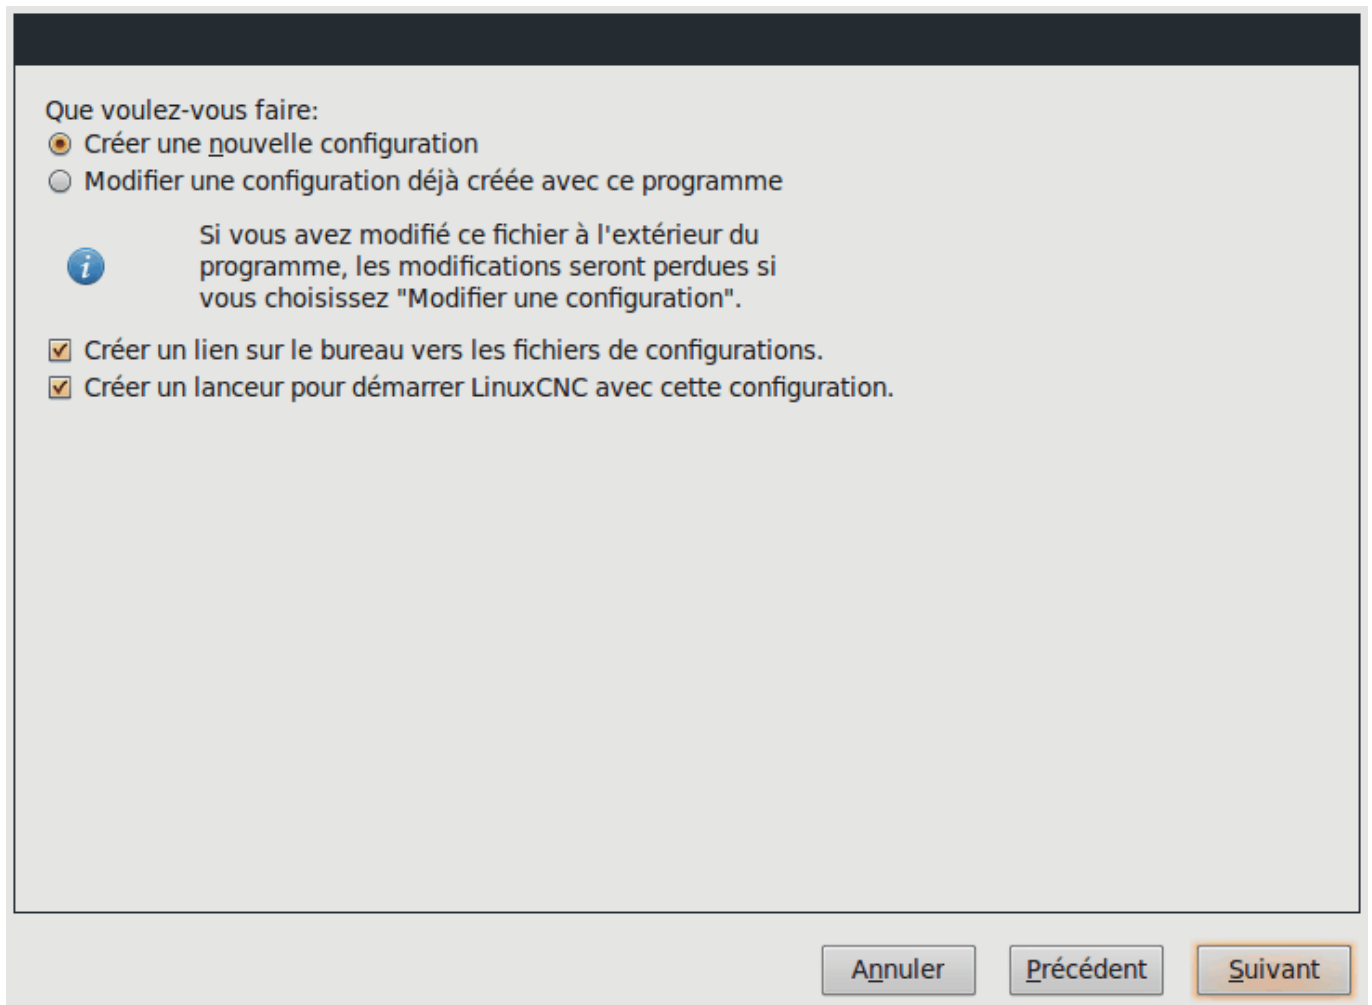 Que voulez-vous faire:
Créer une nouvelle configuration
Modifier une configuration déjà créée avec ce programme
i
Si vous avez modifié ce fichier à l'extérieur du
programme, les modifications seront perdues si
vous choisissez "Modifier une configuration".
Créer un lien sur le bureau vers les fichiers de configurations.
Créer un lanceur pour démarrer LinuxCNC avec cette configuration.
Annuler
Précédent
Suivant